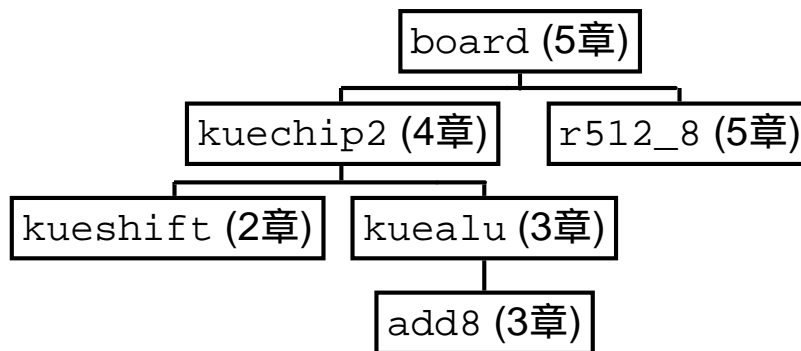 board (5章)
kuechip2 (4章)
r512_8 (5章)
kueshift (2章)
kuealu (3章)
add8 (3章)